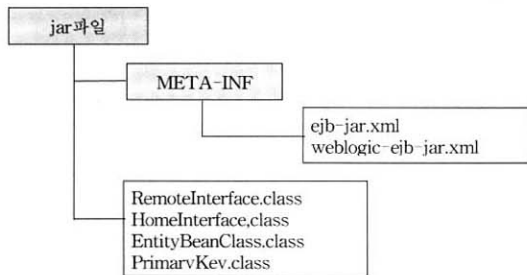 jar파일
META-INF
ejb-jar.xml
weblogic-ejb-jar.xml
RemoteInterface.class
HomeInterface,class
EntityBeanClass.class
PrimaryKey.class